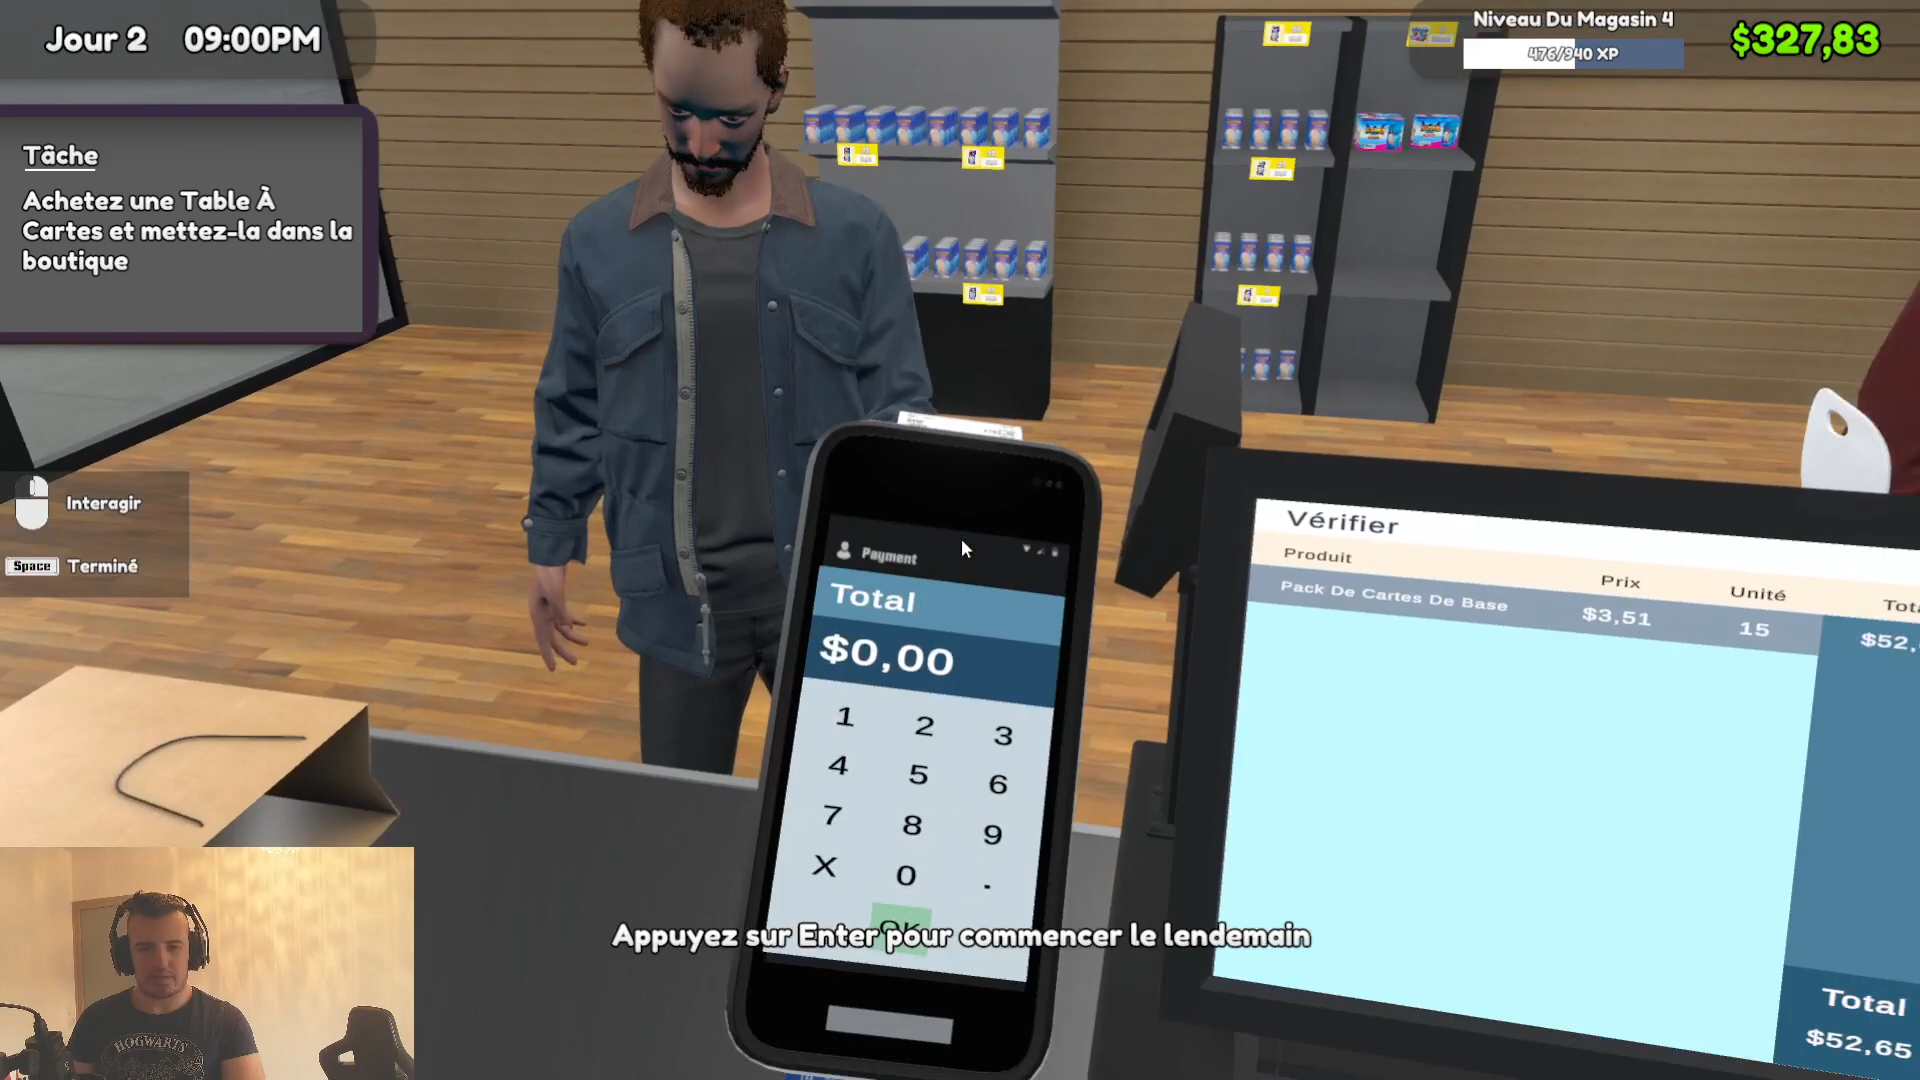 Jour 2 09:00PM
Niveau Du Magasin 4
476/940 XP
$327,83
Tâche
Achetez une Table À
Cartes et mettez-la dans la
boutique
Interagir
Space Terminé
Payment
Total
$0,00
1 2 3
4 5 6
7 8 9
X 0 .
OK
Vérifier
Produit Prix Unité
Pack De Cartes De Base $3,51 15 $52,
Total
$52,65
Appuyez sur Enter pour commencer le lendemain
HOGWARTS